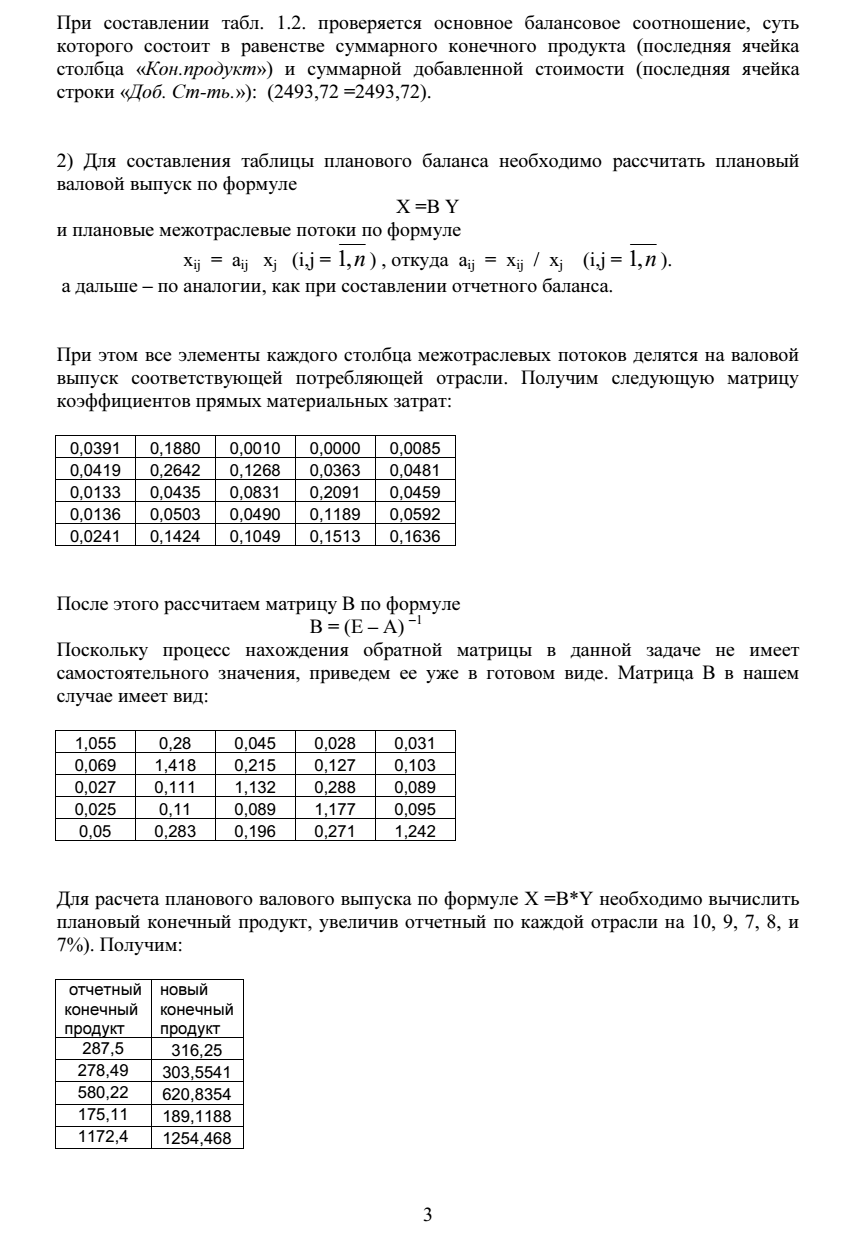 При составлении табл. 1.2. проверяется основное балансовое соотношение, суть
которого состоит в равенстве суммарного конечного продукта (последняя ячейка
столбца «Кон.продукт») и суммарной добавленной стоимости (последняя ячейка
строки «Доб. Ст-ть.»): (2493,72 =2493,72).
2) Для составления таблицы планового баланса необходимо рассчитать плановый
валовой выпуск по формуле
X =B Y
и плановые межотраслевые потоки по формуле
xij = aij xj (i,j = 1,n ) , откуда aij = xij / xj (i,j = 1,n ).
а дальше – по аналогии, как при составлении отчетного баланса.
При этом все элементы каждого столбца межотраслевых потоков делятся на валовой
выпуск соответствующей потребляющей отрасли. Получим следующую матрицу
коэффициентов прямых материальных затрат:
0,0391 0,1880 0,0010 0,0000 0,0085
0,0419 0,2642 0,1268 0,0363 0,0481
0,0133 0,0435 0,0831 0,2091 0,0459
0,0136 0,0503 0,0490 0,1189 0,0592
0,0241 0,1424 0,1049 0,1513 0,1636
После этого рассчитаем матрицу B по формуле
B = (E – A) –1
Поскольку процесс нахождения обратной матрицы в данной задаче не имеет
самостоятельного значения, приведем ее уже в готовом виде. Матрица B в нашем
случае имеет вид:
1,055 0,28 0,045 0,028 0,031
0,069 1,418 0,215 0,127 0,103
0,027 0,111 1,132 0,288 0,089
0,025 0,11 0,089 1,177 0,095
0,05 0,283 0,196 0,271 1,242
Для расчета планового валового выпуска по формуле X =B*Y необходимо вычислить
плановый конечный продукт, увеличив отчетный по каждой отрасли на 10, 9, 7, 8, и
7%). Получим:
отчетный новый
конечный конечный
продукт продукт
287,5 316,25
278,49 303,5541
580,22 620,8354
175,11 189,1188
1172,4 1254,468
3